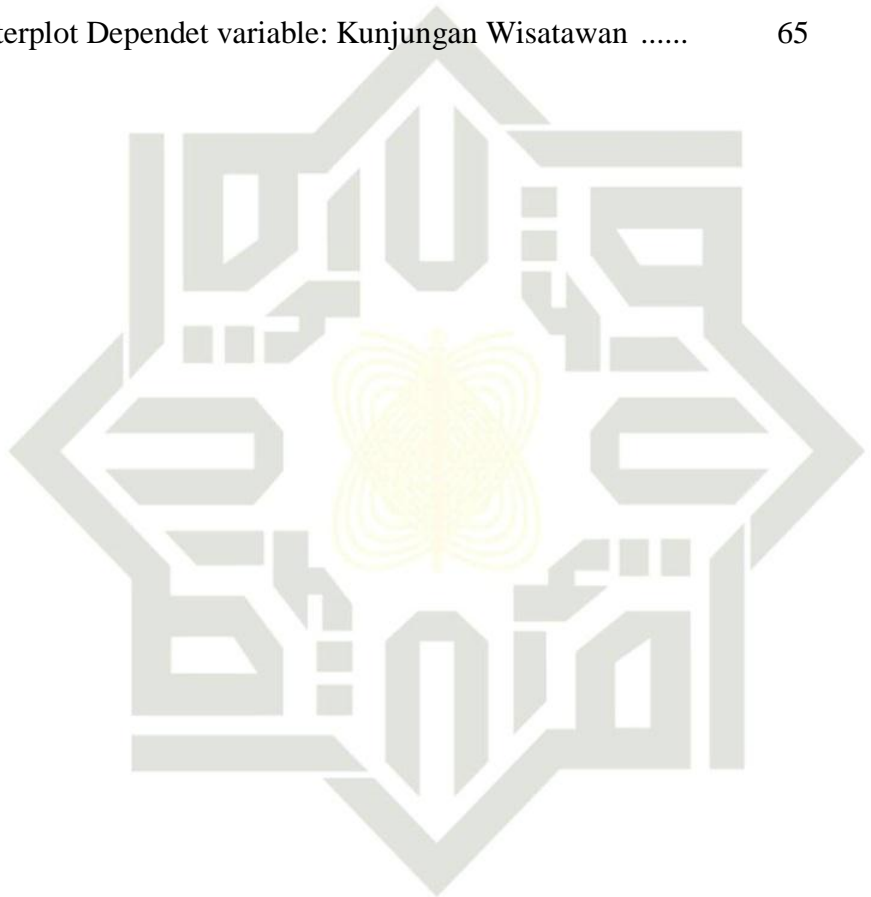 terplot Dependet variable: Kunjungan Wisatawan ...... 65